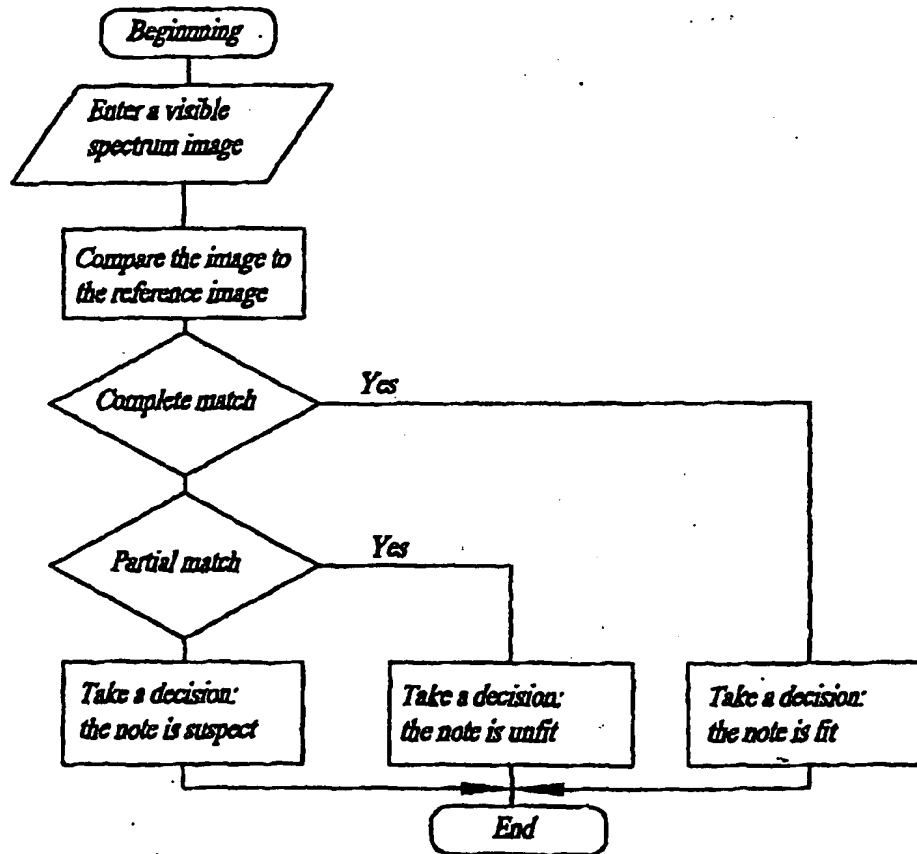 Beginnning
Enter a visible
spectrum image
Compare the image to
the reference image
Complete match
Yes
Partial match
Yes
Take a decision:
the note is suspect
Take a decision:
the note is unfit
Take a decision:
the note is fit
End